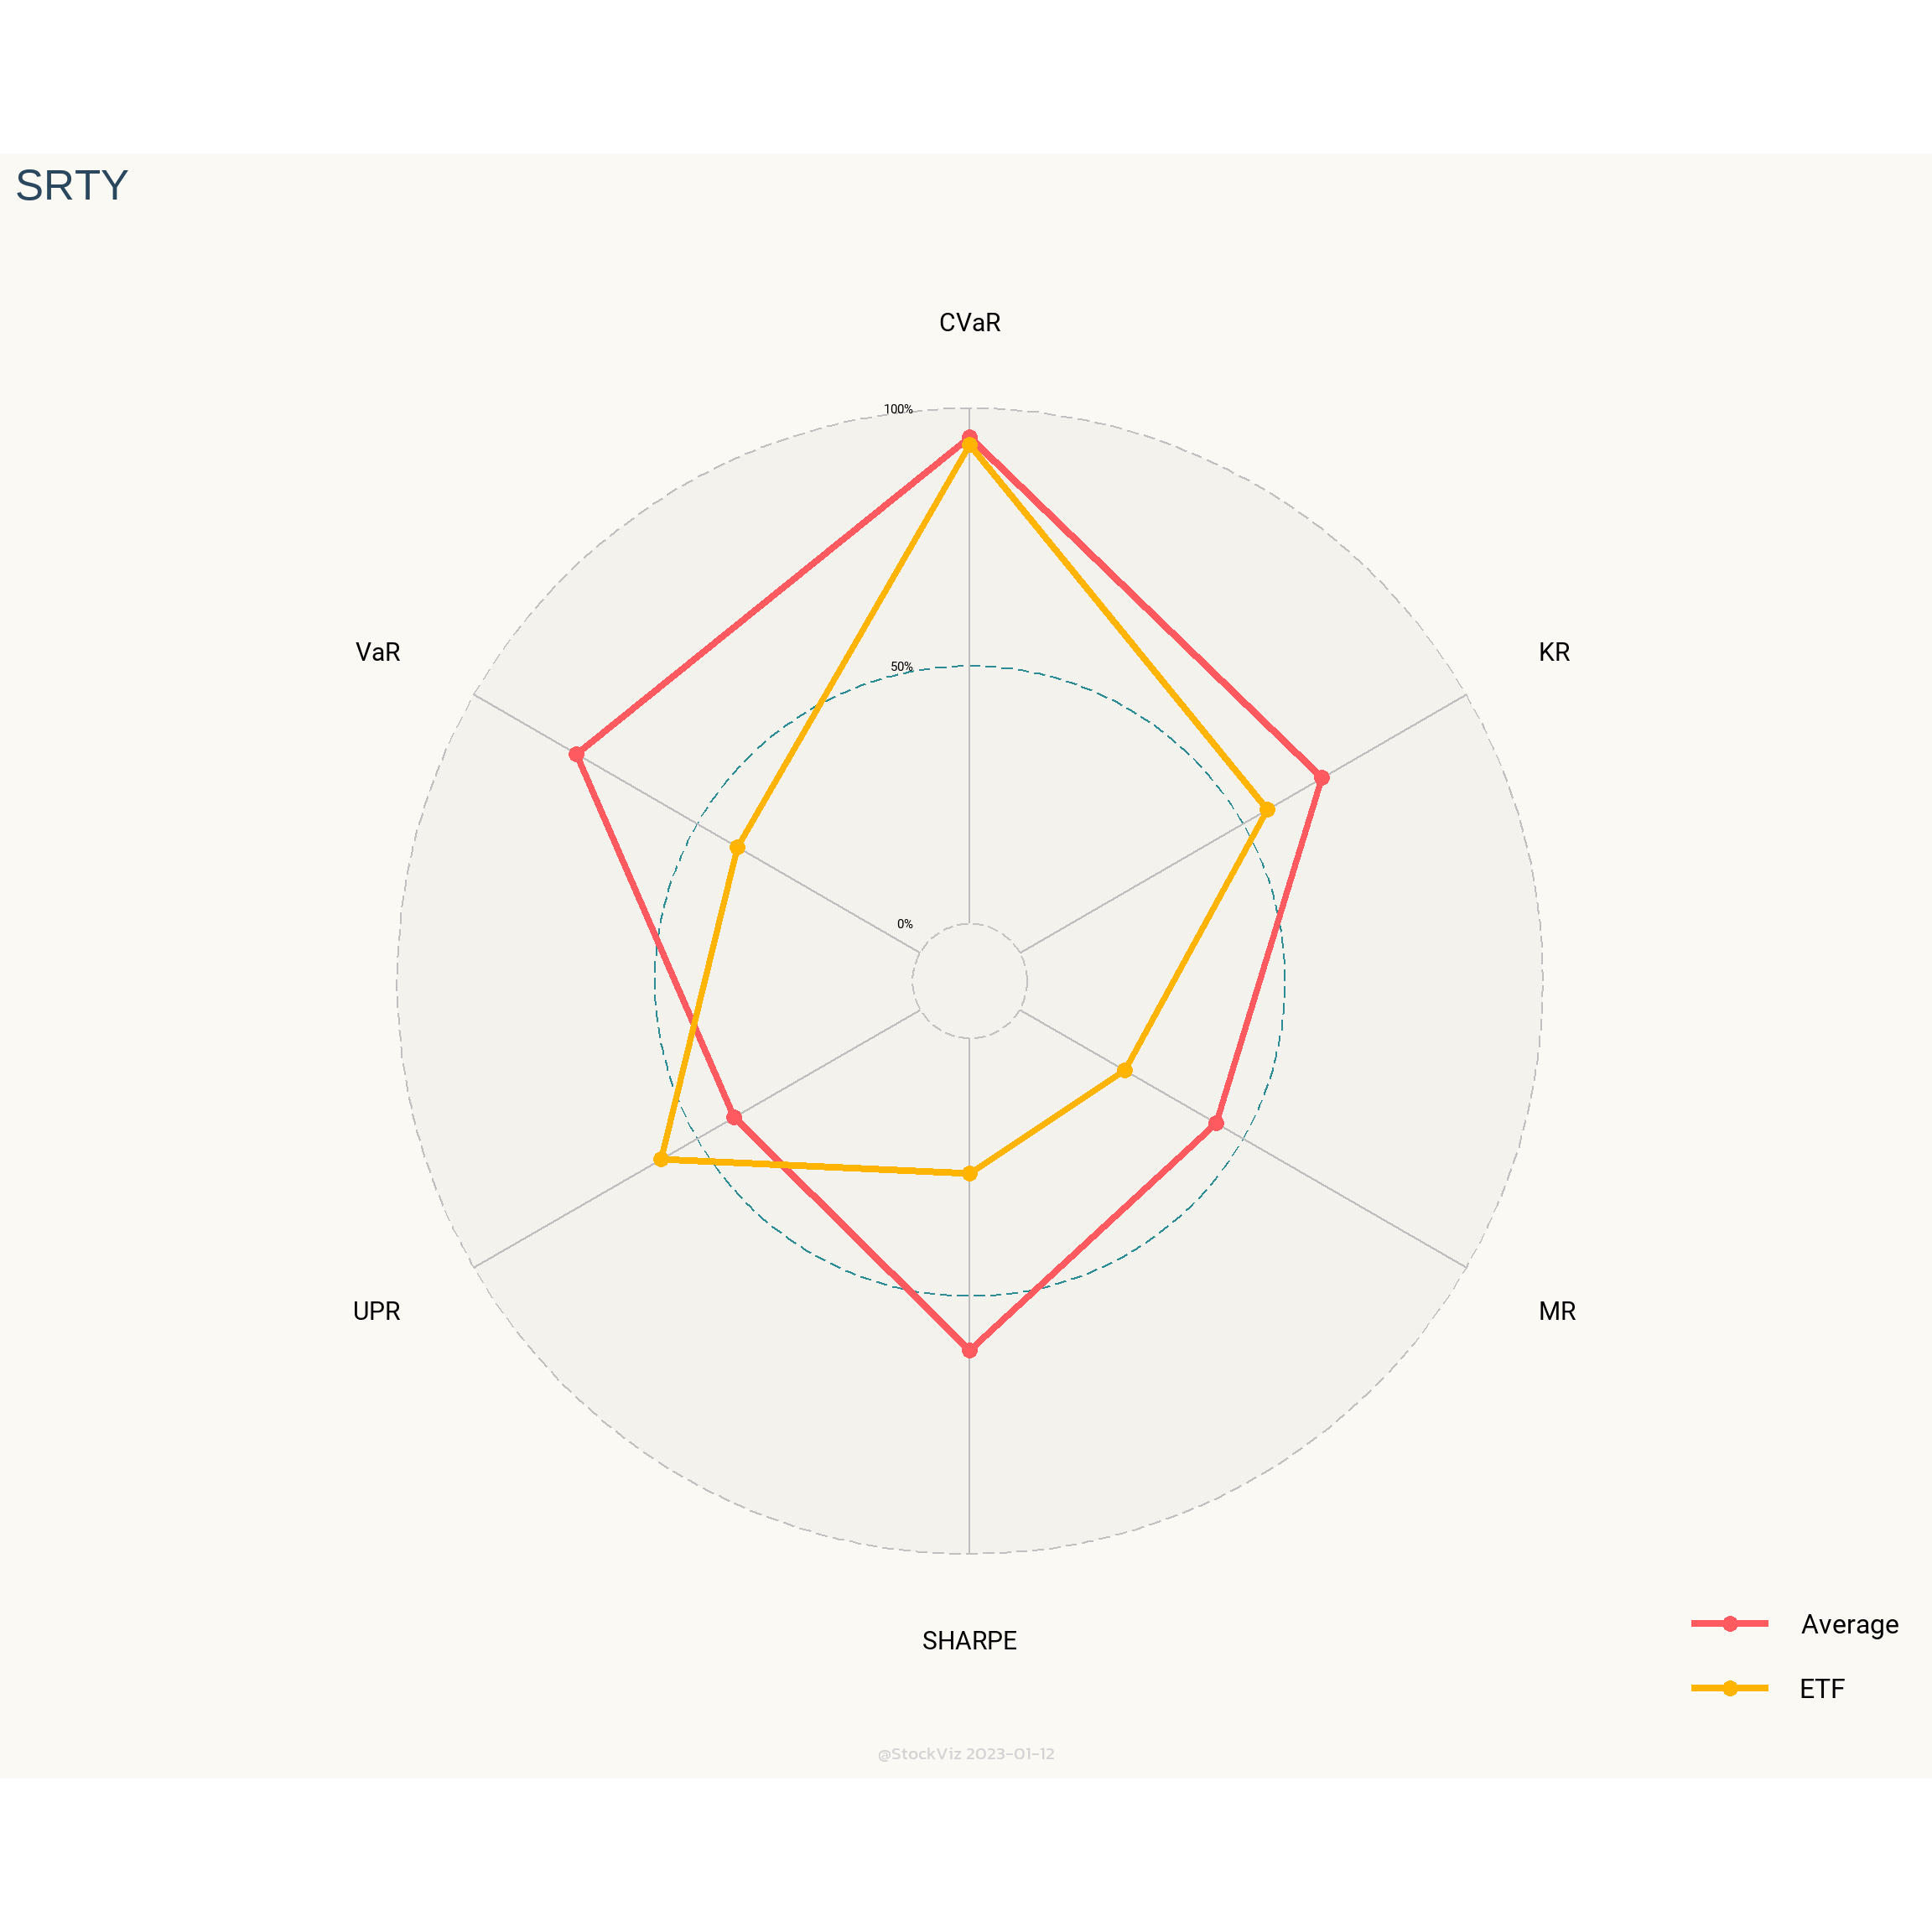 SRTY
CVaR
100%
VaR
KR
50%
0%
UPR
MR
SHARPE
Average
ETF
@StockViz 2023-01-12